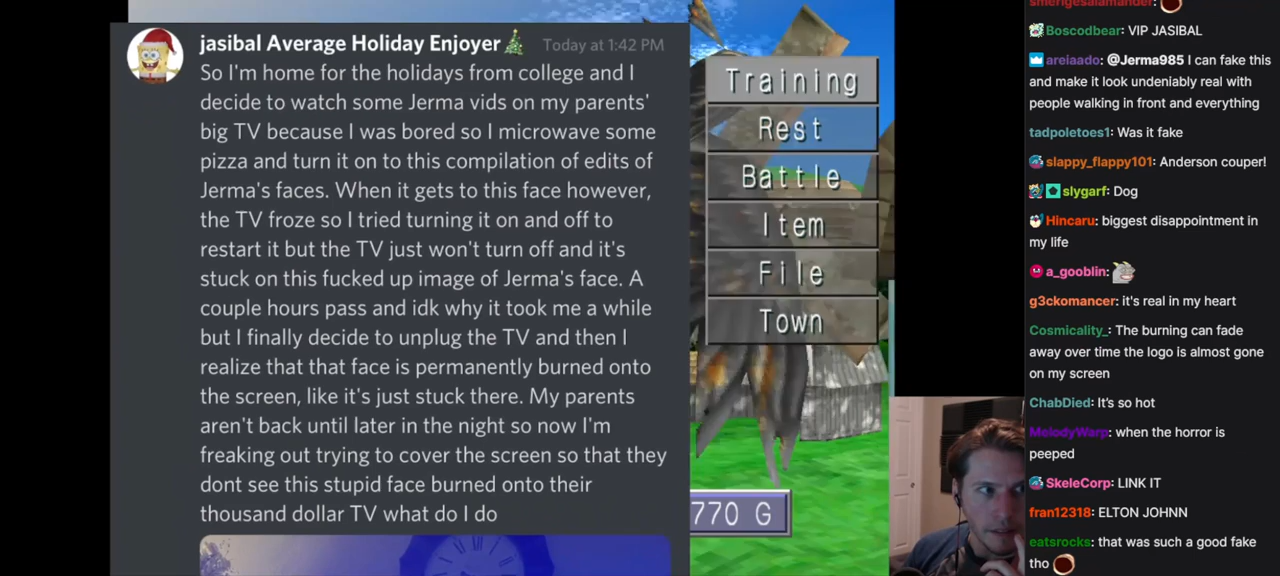 jasibal Average Holiday Enjoyer🎄 Today at 1:42 PM
So I'm home for the holidays from college and I
decide to watch some Jerma vids on my parents'
big TV because I was bored so I microwave some
pizza and turn it on to this compilation of edits of
Jerma's faces. When it gets to this face however,
the TV froze so I tried turning it on and off to
restart it but the TV just won't turn off and it's
stuck on this fucked up image of Jerma's face. A
couple hours pass and idk why it took me a while
but I finally decide to unplug the TV and then I
realize that that face is permanently burned onto
the screen, like it's just stuck there. My parents
aren't back until later in the night so now I'm
freaking out trying to cover the screen so that they
dont see this stupid face burned onto their
thousand dollar TV what do I do
Training
Rest
Battle
Item
File
Town
770 G
smerigesalamander:
Boscodbear: VIP JASIBAL
areiaado: @Jerma985 I can fake this
and make it look undeniably real with
people walking in front and everything
tadpoletoes1: Was it fake
slappy_flappy101: Anderson couper!
slygarf: Dog
Hincaru: biggest disappointment in
my life
a_gooblin:
g3ckomancer: it's real in my heart
Cosmicality_: The burning can fade
away over time the logo is almost gone
on my screen
ChabDied: It's so hot
MelodyWarp: when the horror is
peeped
SkeleCorp: LINK IT
fran12318: ELTON JOHNN
eatsrocks: that was such a good fake
tho